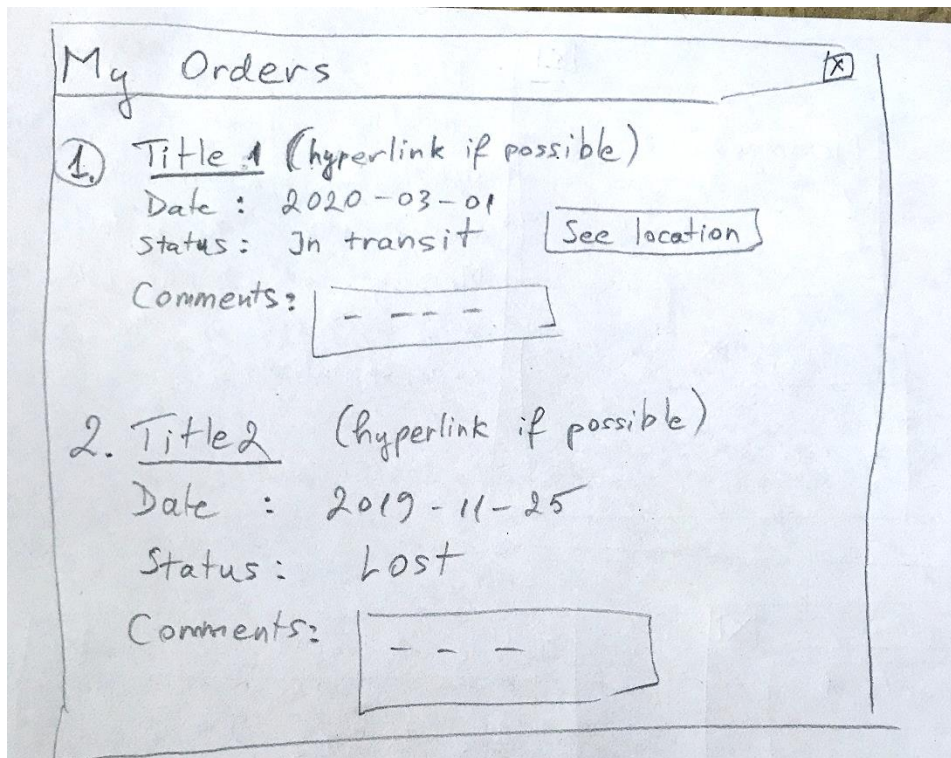 My Orders x
1. Title 1 (hyperlink if possible)
Date : 2020-03-01
Status : In transit See location
Comments: - -- -
2. Title2 (hyperlink if possible)
Date : 2019-11-25
Status : Lost
Comments: - - -